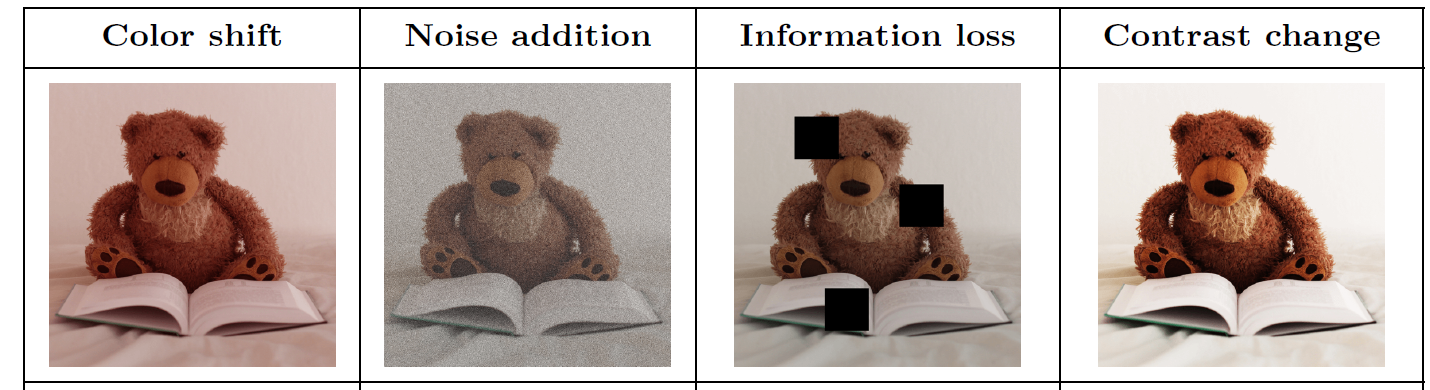 Color shift
Noise addition
Information loss
Contrast change